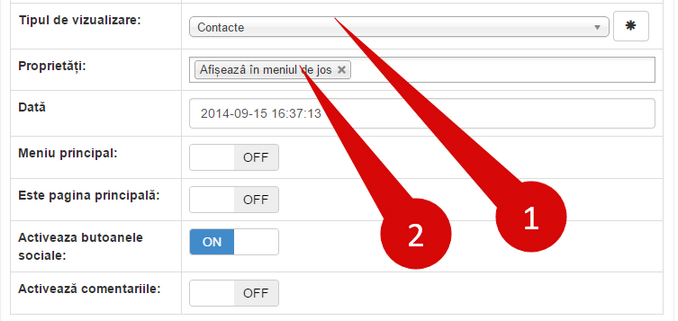 Tipul de vizualizare:
Contacte
✱
Proprietăți:
Afișează în meniul de jos ×
Dată
2014-09-15 16:37:13
Meniu principal:
OFF
Este pagina principală:
OFF
1
2
Activeaza butoanele
sociale:
ON
Activează comentariile:
OFF